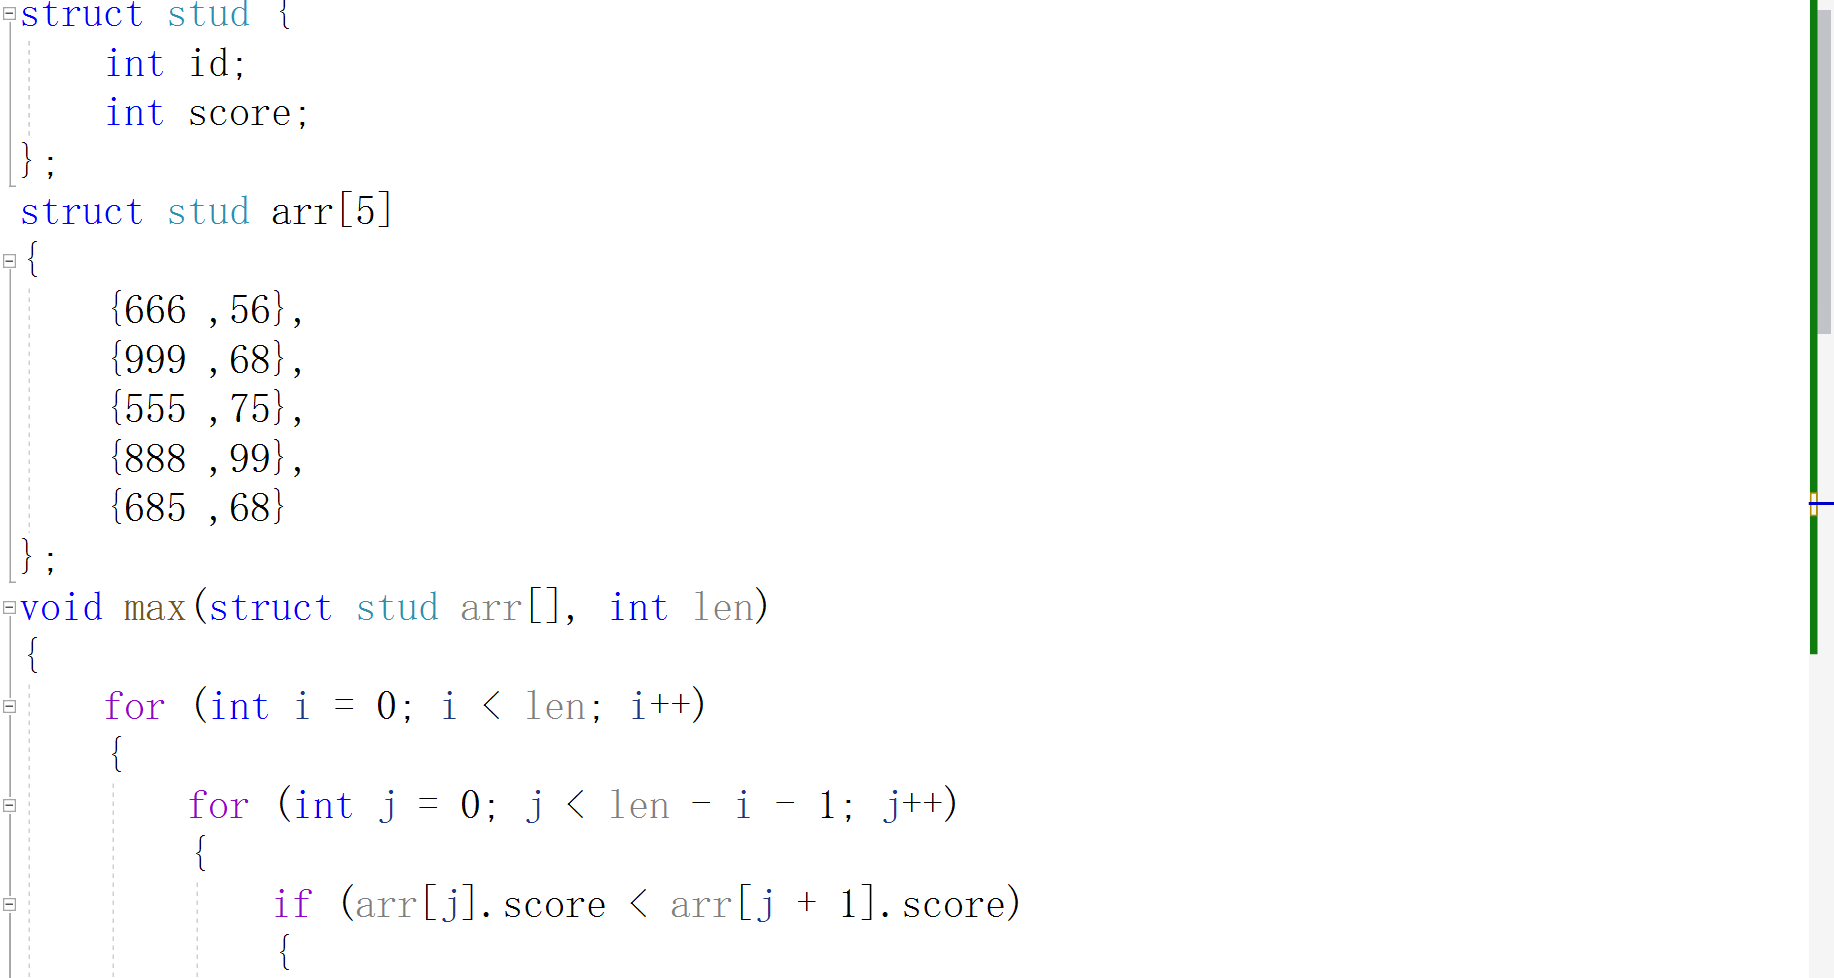 struct stud {
int id;
int score;
};
struct stud arr[5]
{
{666 ,56},
{999 ,68},
{555 ,75},
{888 ,99},
{685 ,68}
};
void max(struct stud arr[], int len)
{
for (int i = 0; i < len; i++)
{
for (int j = 0; j < len - i - 1; j++)
{
if (arr[j].score < arr[j + 1].score)
{